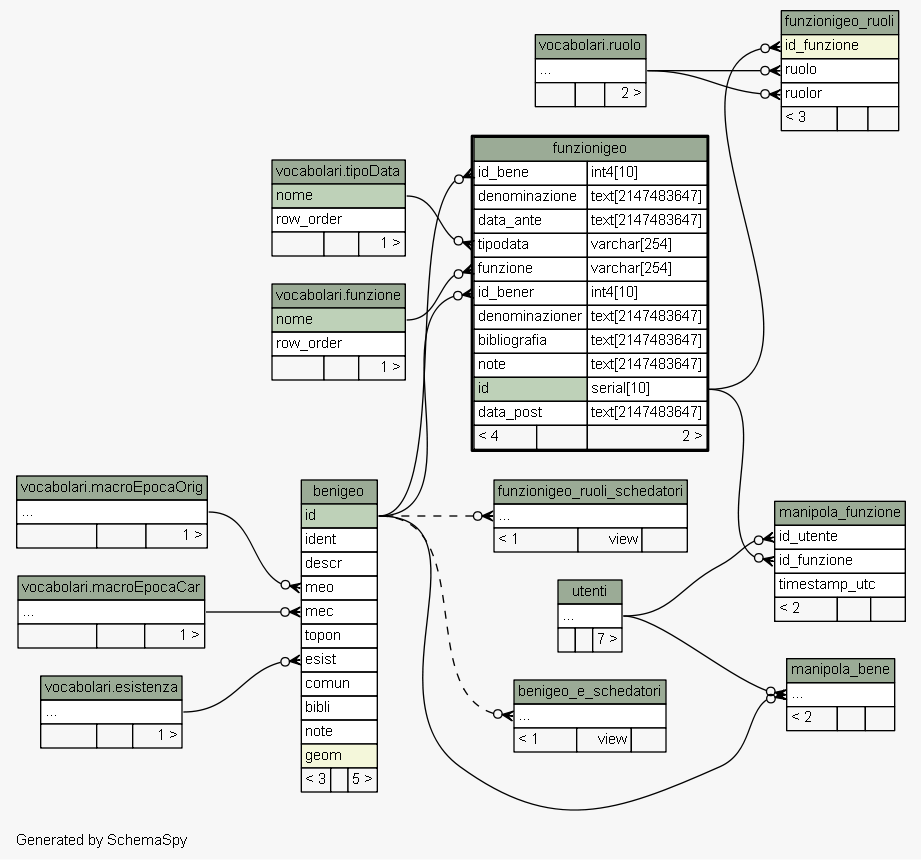 funzionigeo_ruoli
id_funzione
ruolo
ruolor
< 3
vocabolari.ruolo
...
2 >
funzionigeo
id_bene int4[10]
denominazione text[2147483647]
data_ante text[2147483647]
tipodata varchar[254]
funzione varchar[254]
id_bener int4[10]
denominazioner text[2147483647]
bibliografia text[2147483647]
note text[2147483647]
id serial[10]
data_post text[2147483647]
< 4 2 >
vocabolari.tipoData
nome
row_order
1 >
vocabolari.funzione
nome
row_order
1 >
vocabolari.macroEpocaOrig
...
1 >
vocabolari.macroEpocaCar
...
1 >
vocabolari.esistenza
...
1 >
benigeo
id
ident
descr
meo
mec
topon
esist
comun
bibli
note
geom
< 3 5 >
funzionigeo_ruoli_schedatori
...
< 1 view
utenti
...
7 >
benigeo_e_schedatori
...
< 1 view
manipola_funzione
id_utente
id_funzione
timestamp_utc
< 2
manipola_bene
...
< 2
Generated by SchemaSpy